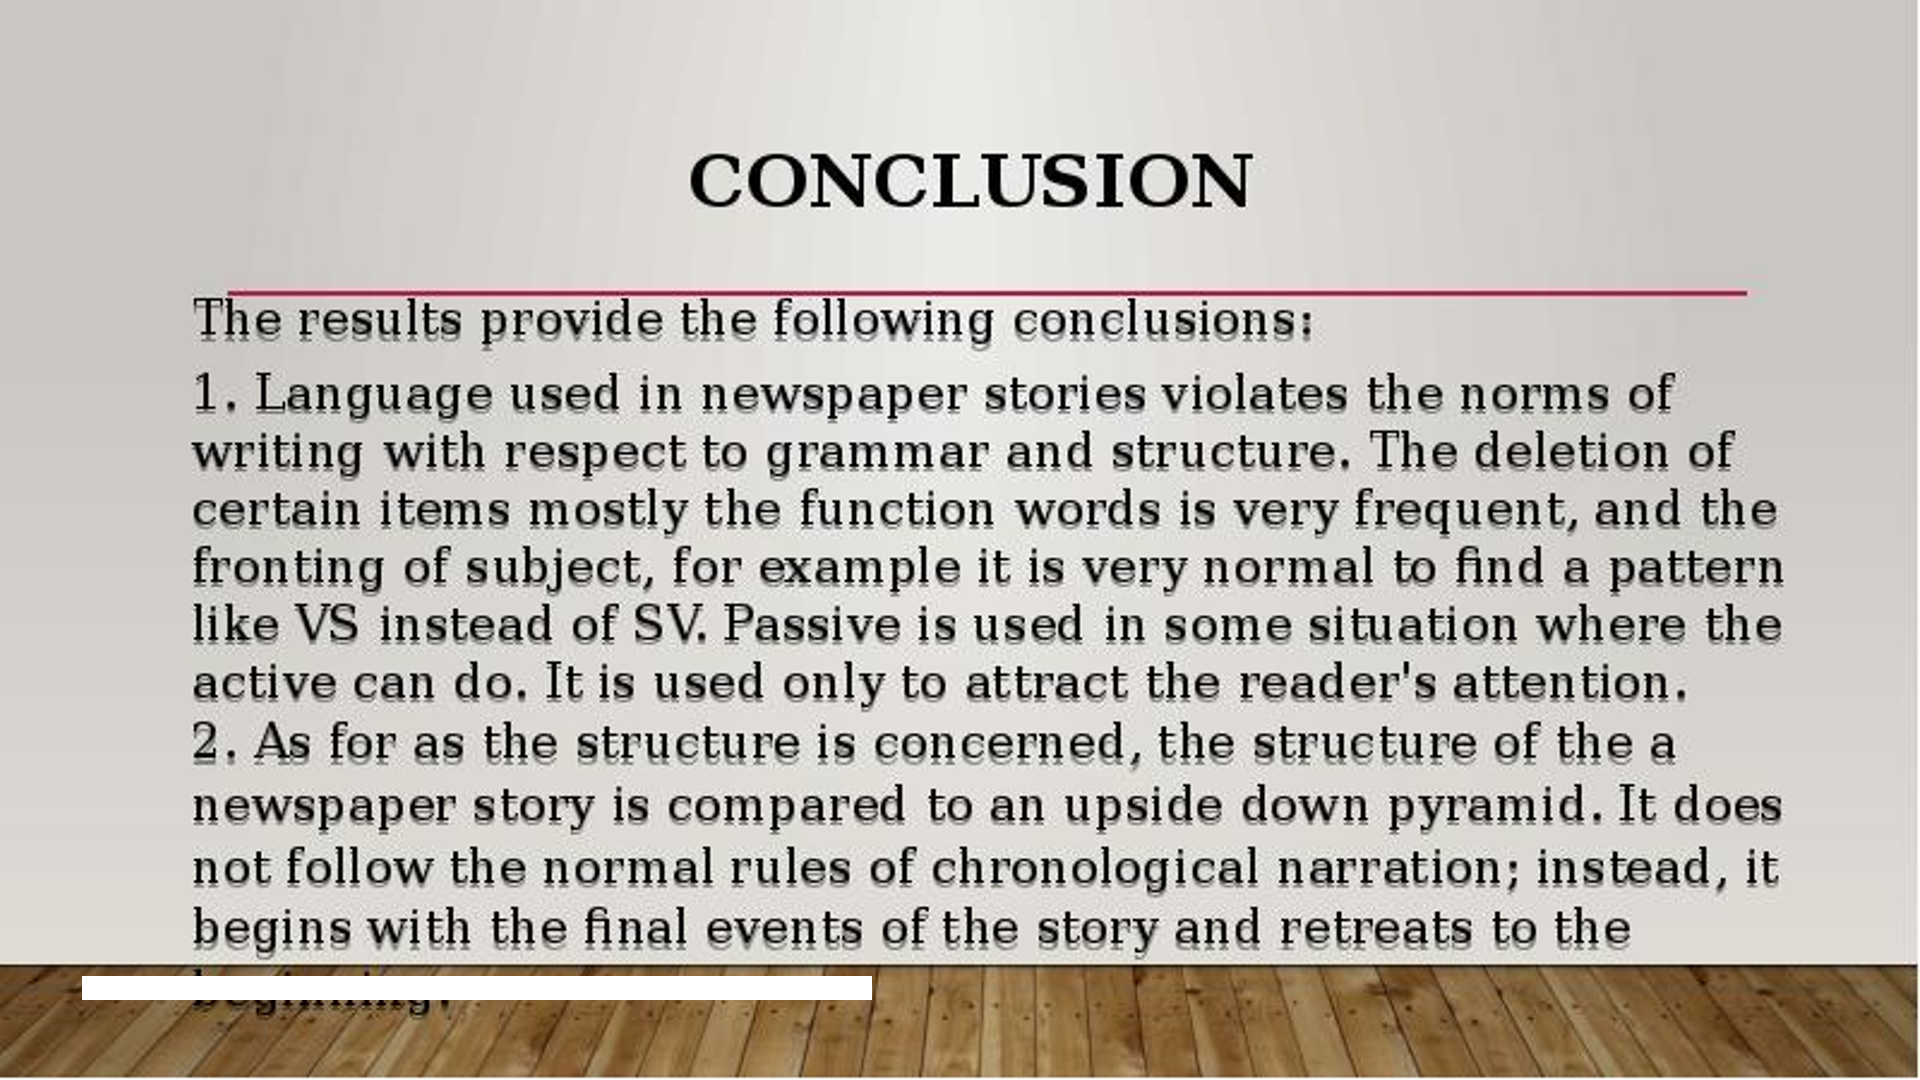 CONCLUSION
The results provide the following conclusions:
1. Language used in newspaper stories violates the norms of
writing with respect to grammar and structure. The deletion of
certain items mostly the function words is very frequent, and the
fronting of subject, for example it is very normal to find a pattern
like VS instead of SV. Passive is used in some situation where the
active can do. It is used only to attract the reader's attention.
2. As for as the structure is concerned, the structure of the a
newspaper story is compared to an upside down pyramid. It does
not follow the normal rules of chronological narration; instead, it
begins with the final events of the story and retreats to the